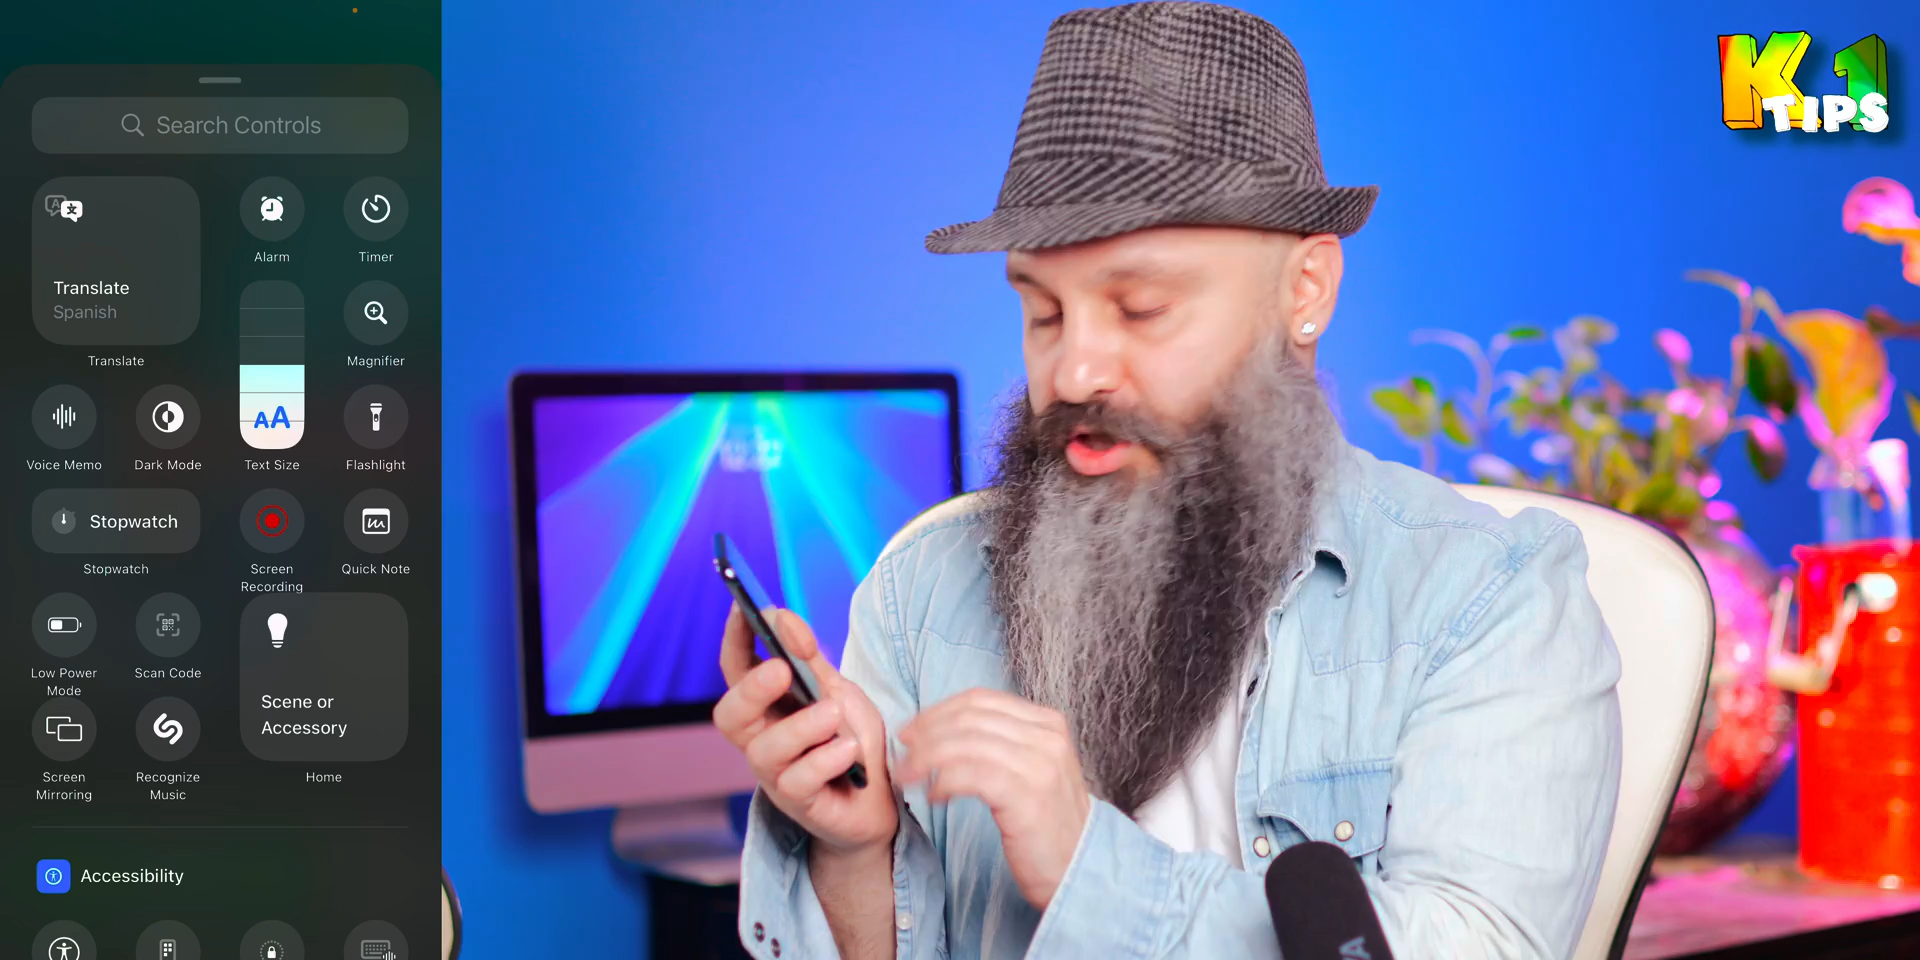 K1
TIPS
Search Controls
Translate
Spanish
Translate
Alarm
Timer
Magnifier
Voice Memo
Dark Mode
AA
Text Size
Flashlight
Stopwatch
Stopwatch
Screen
Recording
Quick Note
Low Power
Mode
Scan Code
Scene or
Accessory
Home
Screen
Mirroring
Recognize
Music
Accessibility